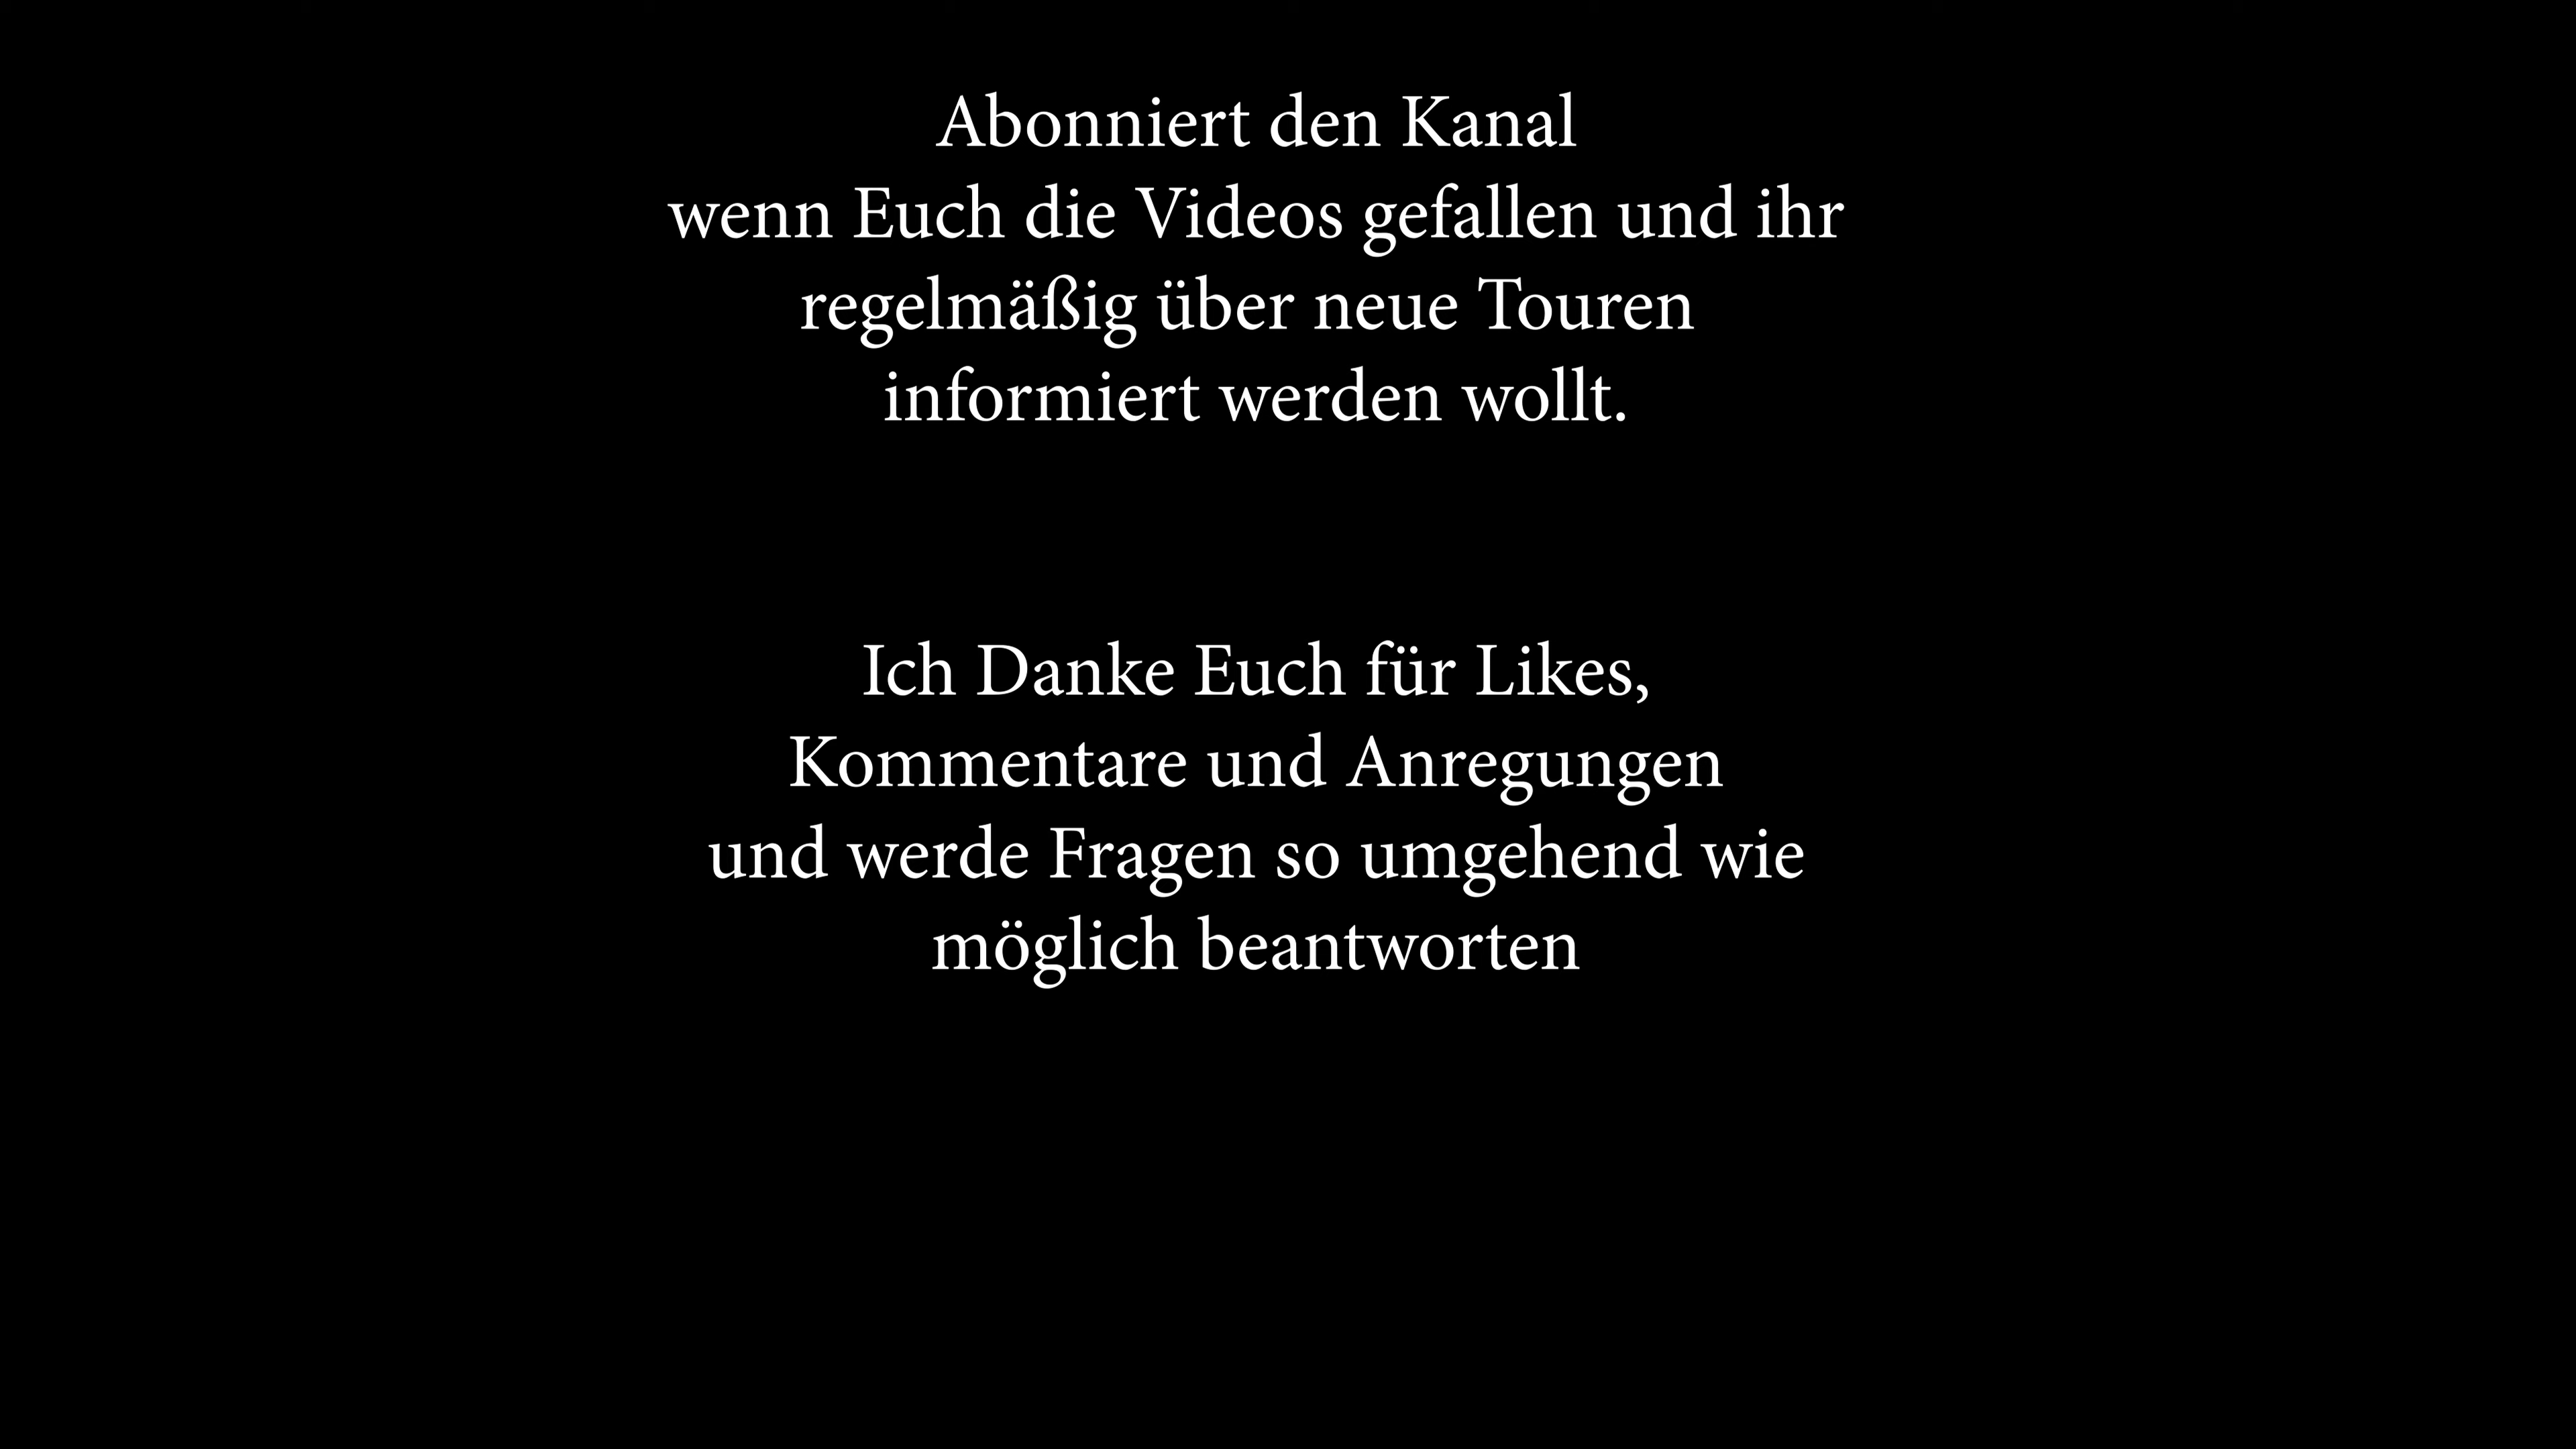 Abonniert den Kanal
wenn Euch die Videos gefallen und ihr
regelmäßig über neue Touren
informiert werden wollt.
Ich Danke Euch für Likes,
Kommentare und Anregungen
und werde Fragen so umgehend wie
möglich beantworten